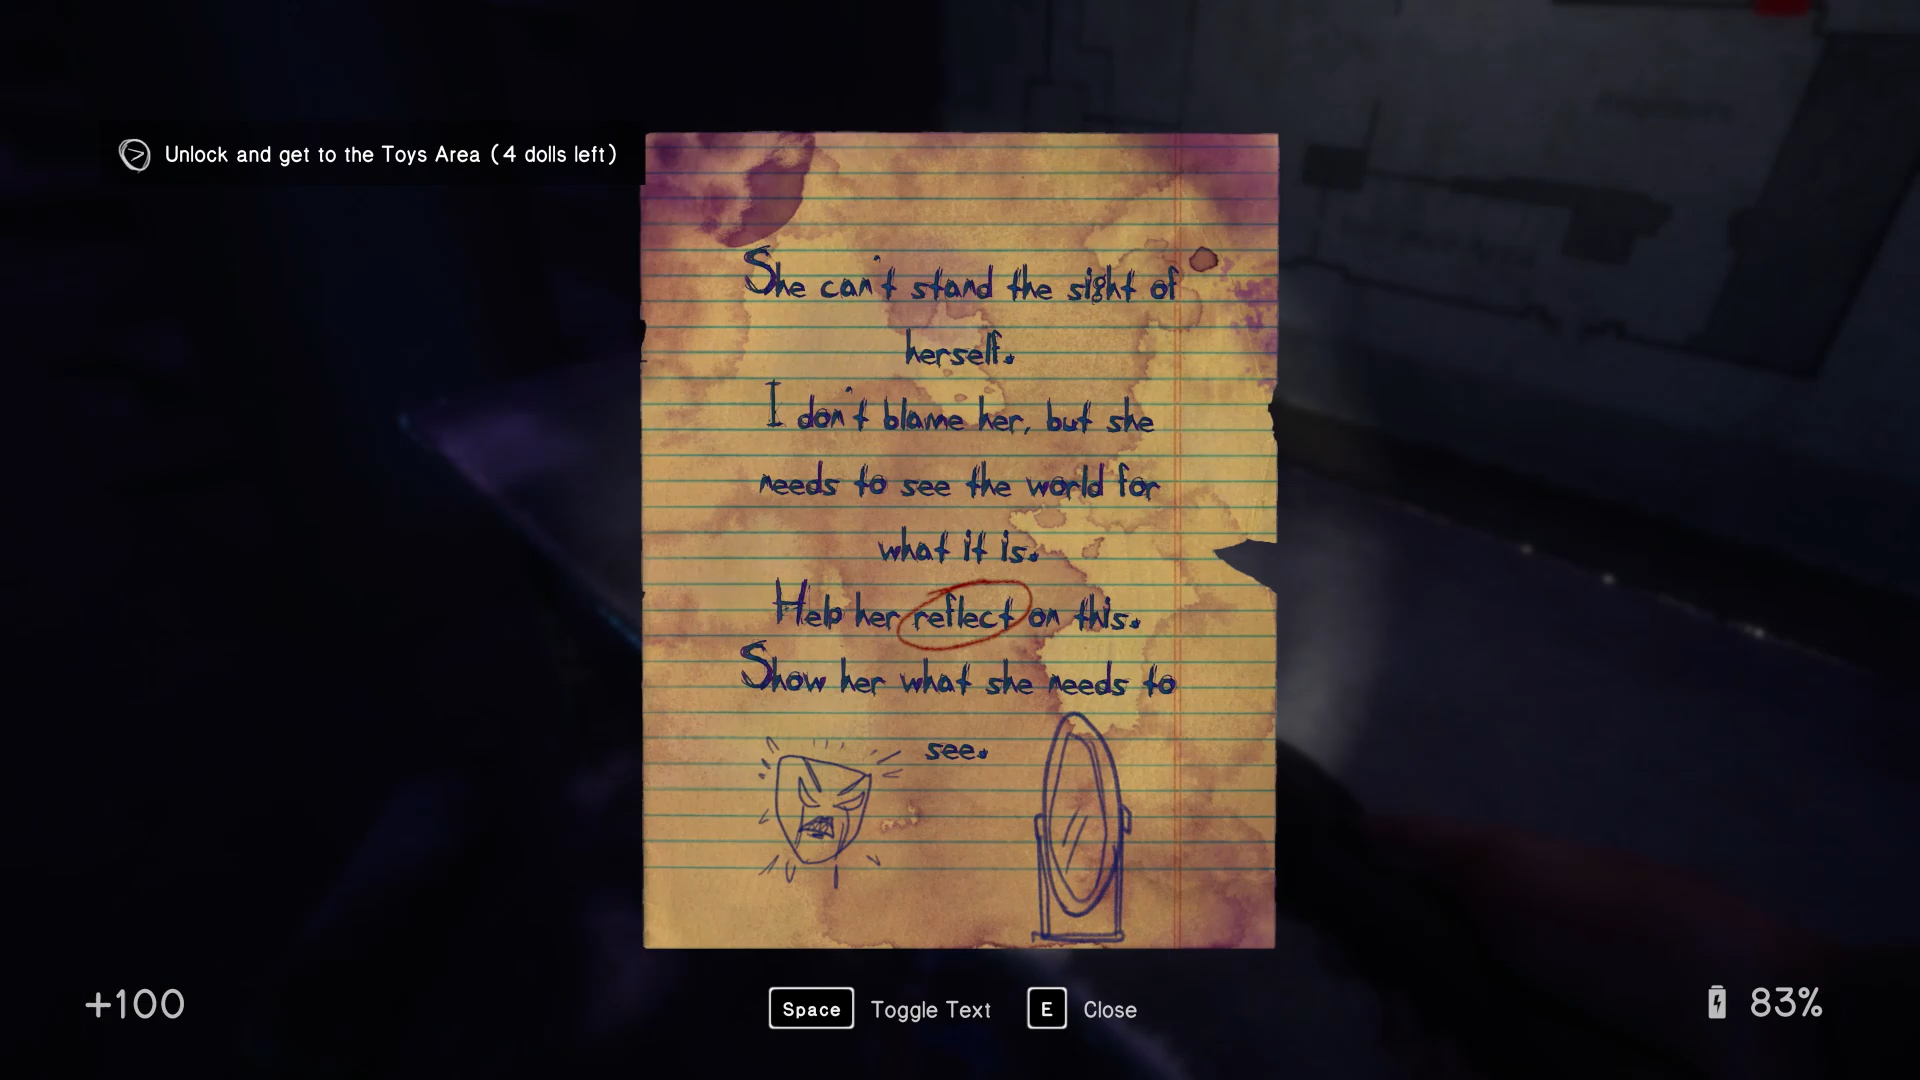 Unlock and get to the Toys Area (4 dolls left)
She can't stand the sight of
herself.
I don't blame her, but she
needs to see the world for
what it is.
Help her reflect on this.
Show her what she needs to
see.
+100
Space Toggle Text E Close
83%